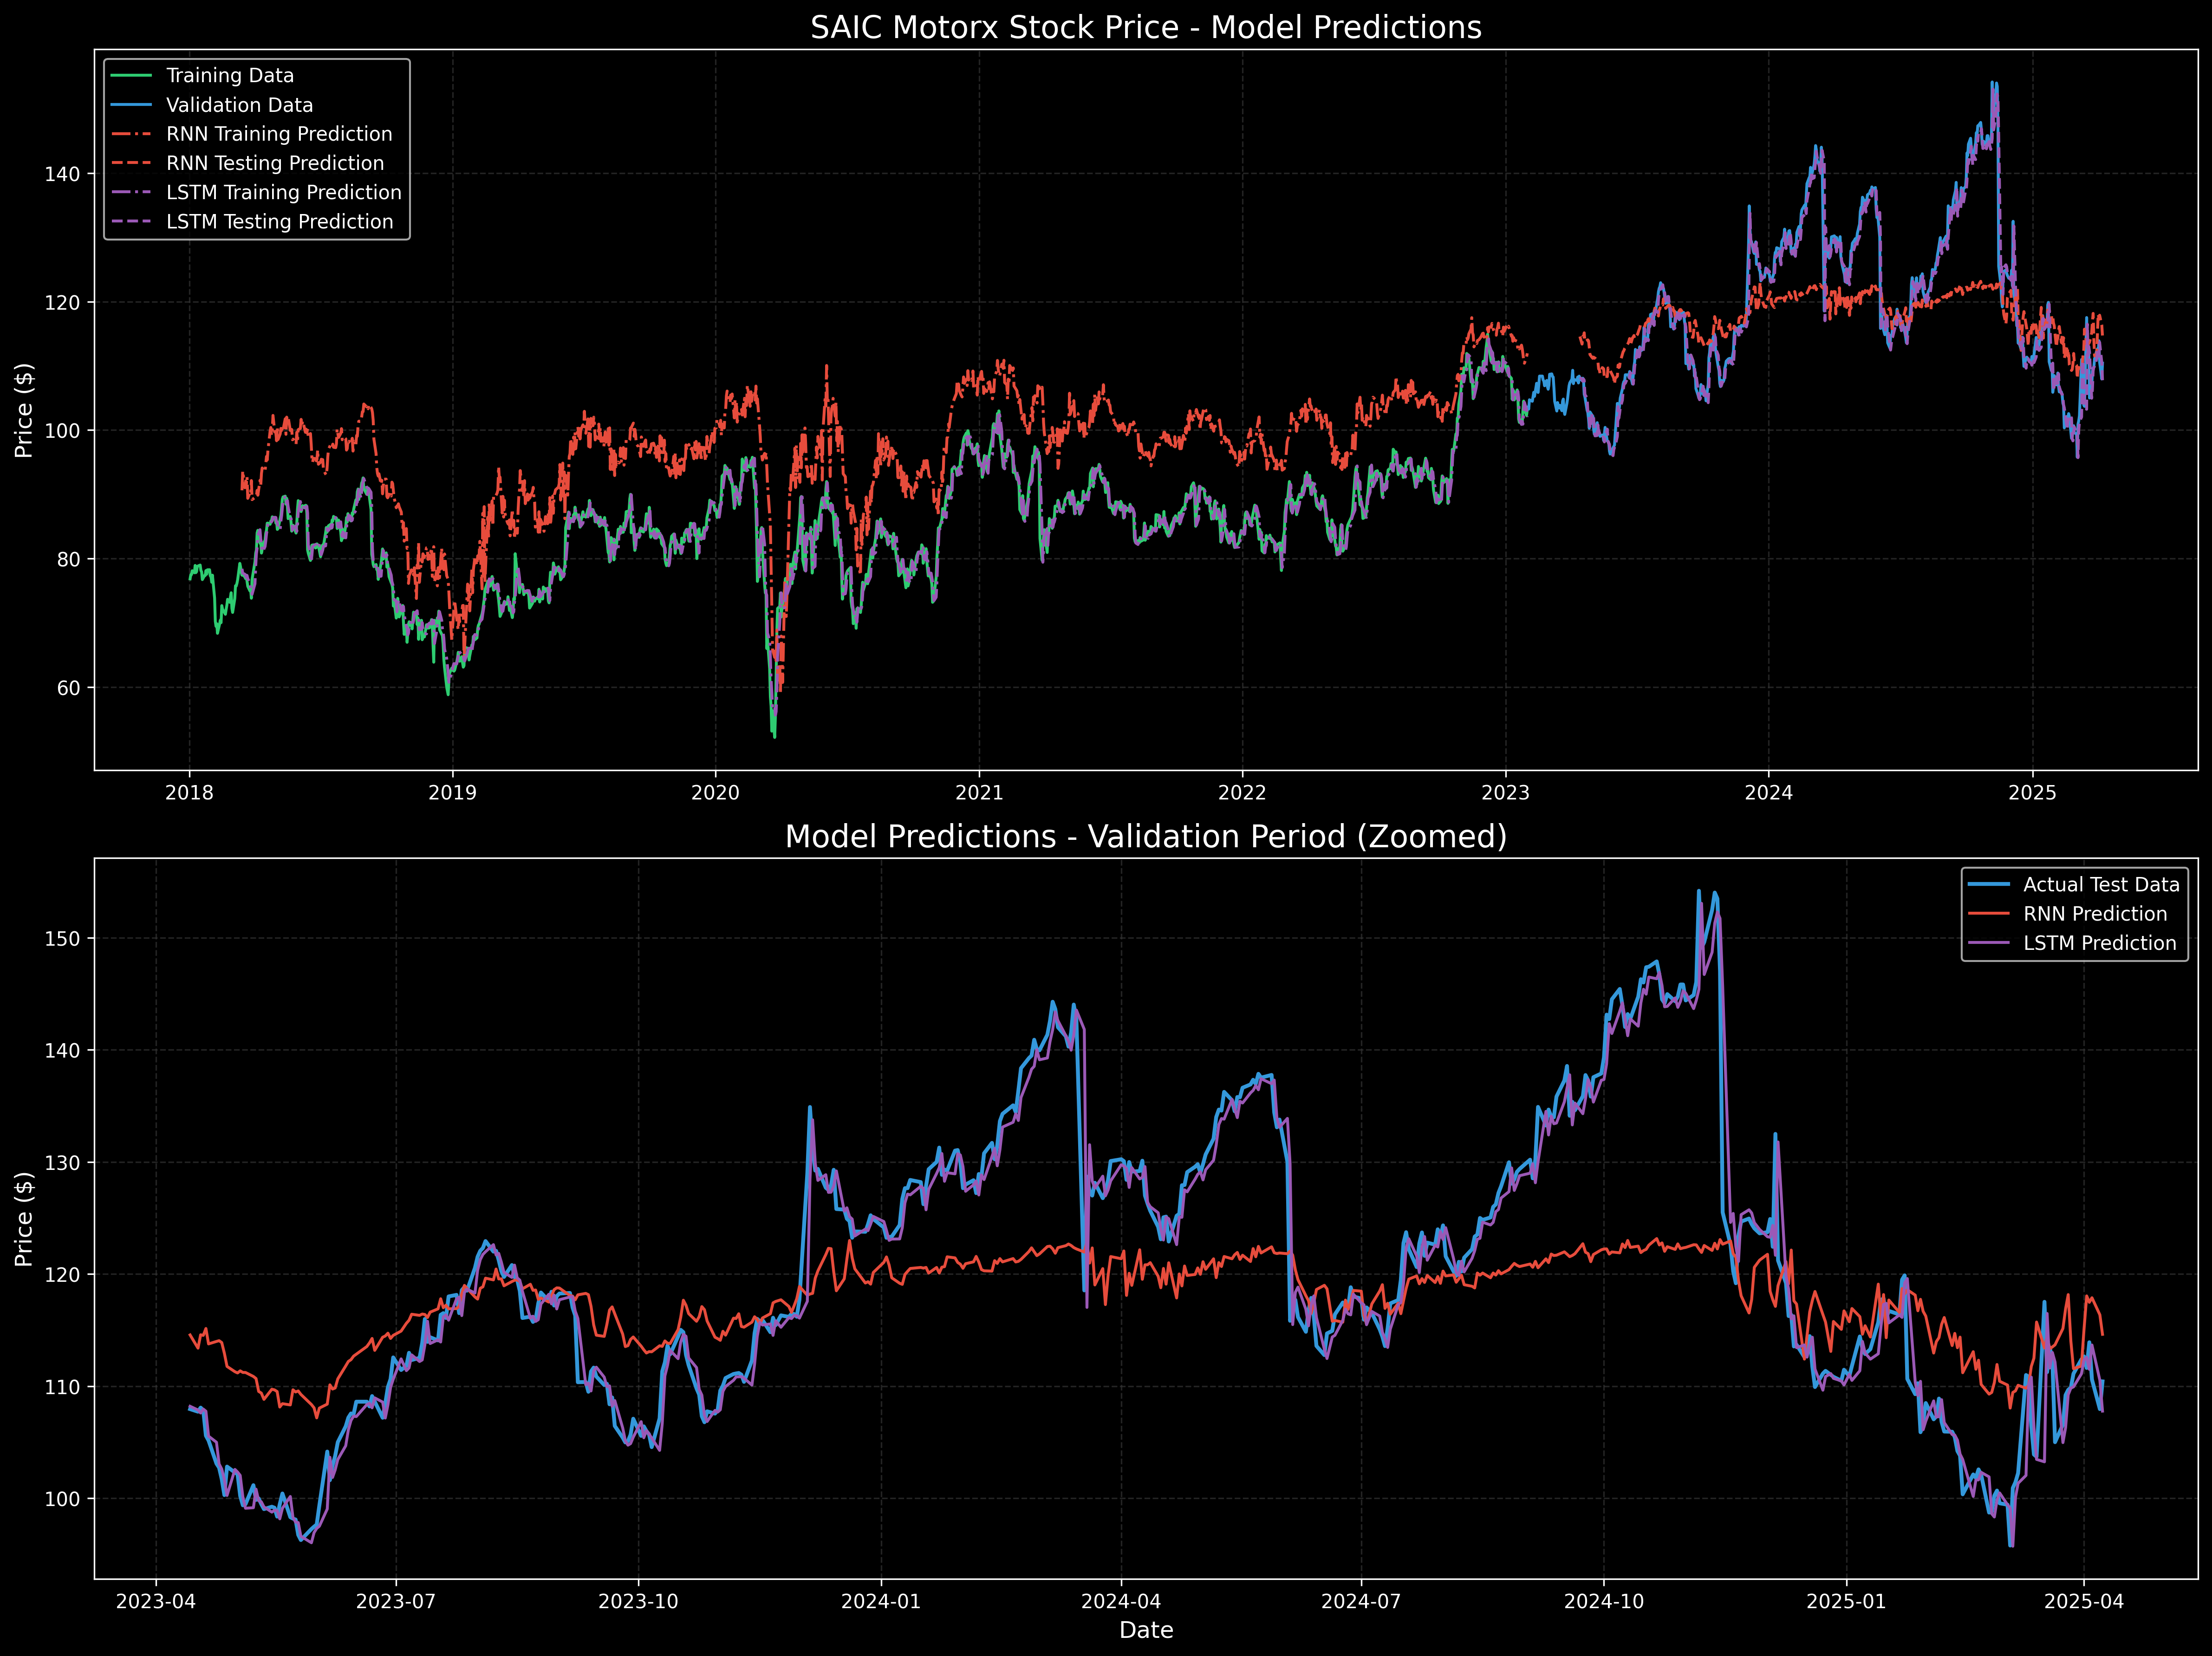 SAIC Motorx Stock Price - Model Predictions
Training Data
Validation Data
RNN Training Prediction
RNN Testing Prediction
LSTM Training Prediction
LSTM Testing Prediction
Price ($)
140
120
100
80
60
2018 2019 2020 2021 2022 2023 2024 2025
Model Predictions - Validation Period (Zoomed)
Actual Test Data
RNN Prediction
LSTM Prediction
Price ($)
150
140
130
120
110
100
2023-04 2023-07 2023-10 2024-01 2024-04 2024-07 2024-10 2025-01 2025-04
Date